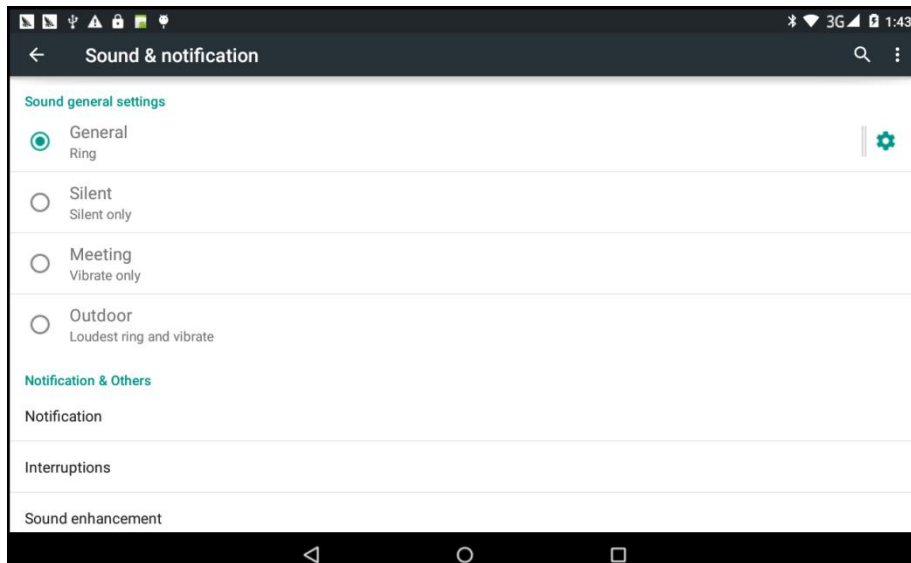 3G 1:43
Sound & notification
Sound general settings
General
Ring
Silent
Silent only
Meeting
Vibrate only
Outdoor
Loudest ring and vibrate
Notification & Others
Notification
Interruptions
Sound enhancement